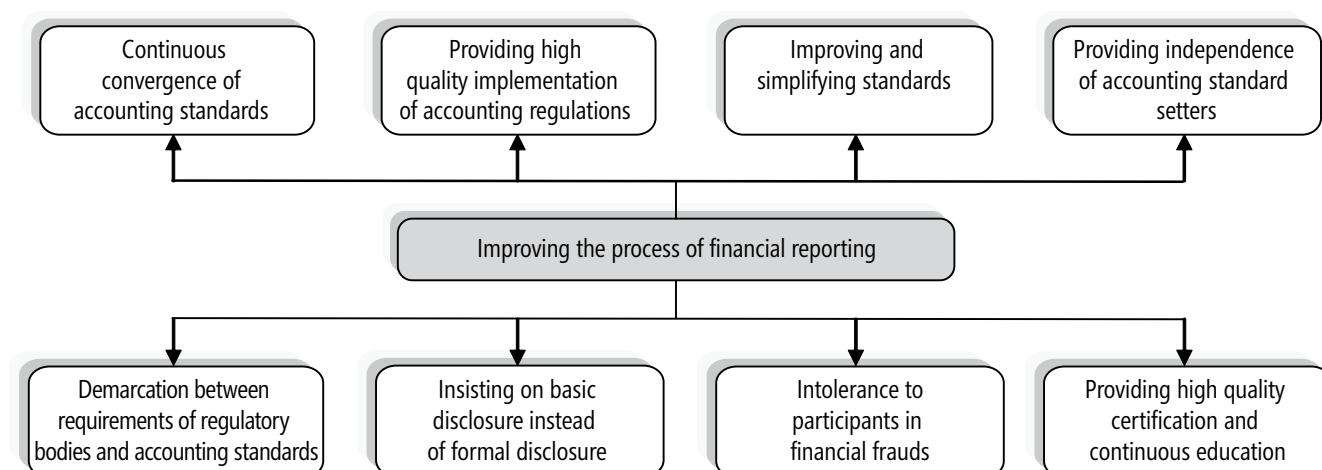 Continuous
convergence of
accounting standards
Providing high
quality implementation
of accounting regulations
Improving and
simplifying standards
Providing independence
of accounting standard
setters
Improving the process of financial reporting
Demarcation between
requirements of regulatory
bodies and accounting standards
Insisting on basic
disclosure instead
of formal disclosure
Intolerance to
participants in
financial frauds
Providing high quality
certification and
continuous education